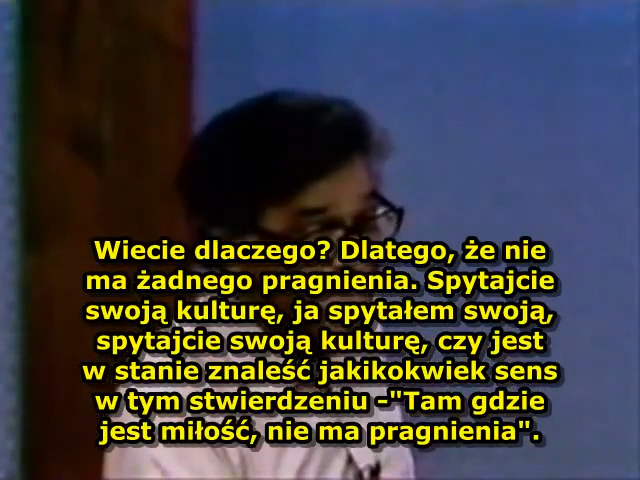 Wiecie dlaczego? Dlatego, że nie
ma żadnego pragnienia. Spytajcie
swoją kulturę, ja spytałem swoją,
spytajcie swoją kulturę, czy jest
w stanie znaleść jakikokwiek sens
w tym stwierdzeniu -"Tam gdzie
jest miłość, nie ma pragnienia".